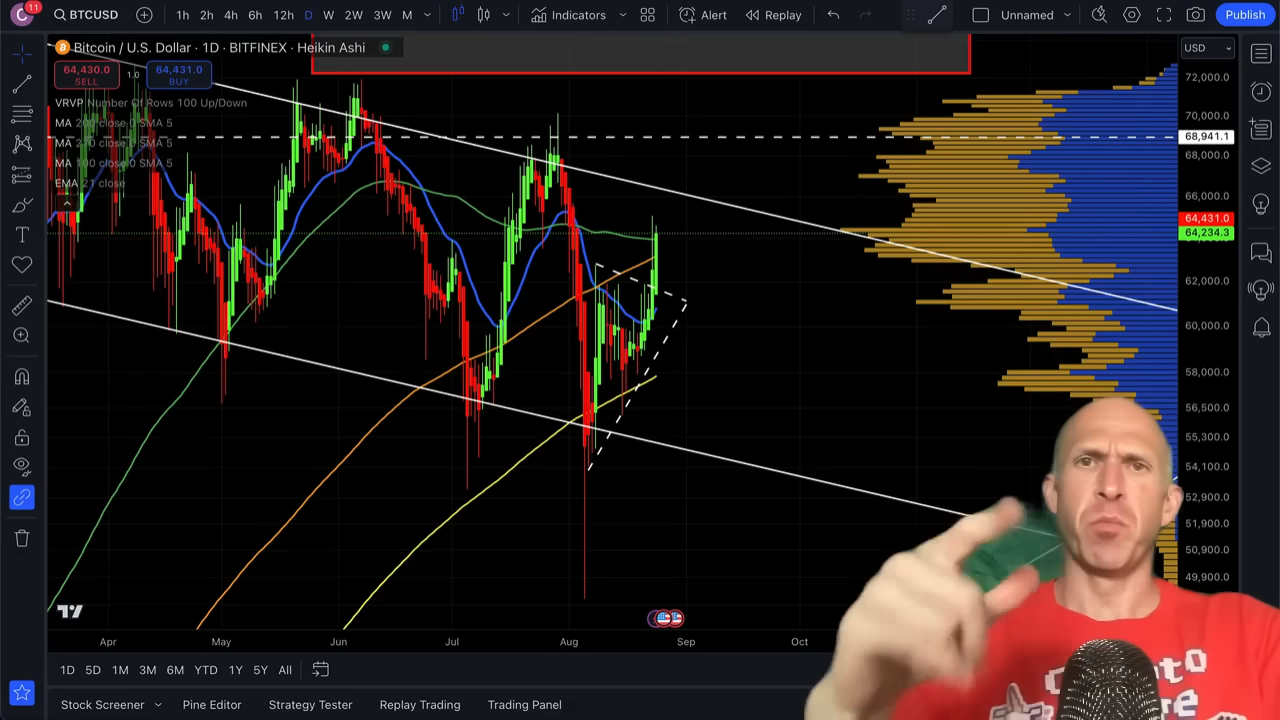 C 11 BTCUSD 1h 2h 4h 6h 12h D W 2W 3W M Indicators Alert Replay Unnamed Publish
Bitcoin / U.S. Dollar · 1D · BITFINEX · Heikin Ashi
USD
64,430.0 1.0 64,431.0
SELL BUY
VRVP Number Of Rows 100 Up/Down
MA 200 close 0 SMA 5
MA 100 close 0 SMA 5
EMA 21 close
72,000.0
70,000.0
68,941.1
68,000.0
66,000.0
64,431.0
64,234.3
62,000.0
60,000.0
58,000.0
56,500.0
55,300.0
54,100.0
52,900.0
51,900.0
50,900.0
49,900.0
Apr May Jun Jul Aug Sep Oct
1D 5D 1M 3M 6M YTD 1Y 5Y All
Stock Screener Pine Editor Strategy Tester Replay Trading Trading Panel